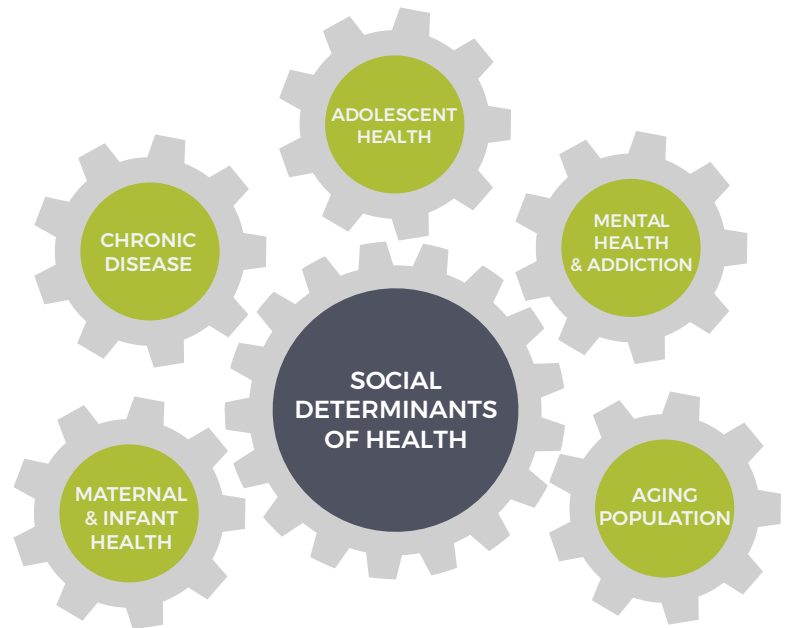 ADOLESCENT
HEALTH
CHRONIC
DISEASE
MENTAL
HEALTH
& ADDICTION
SOCIAL
DETERMINANTS
OF HEALTH
MATERNAL
& INFANT
HEALTH
AGING
POPULATION